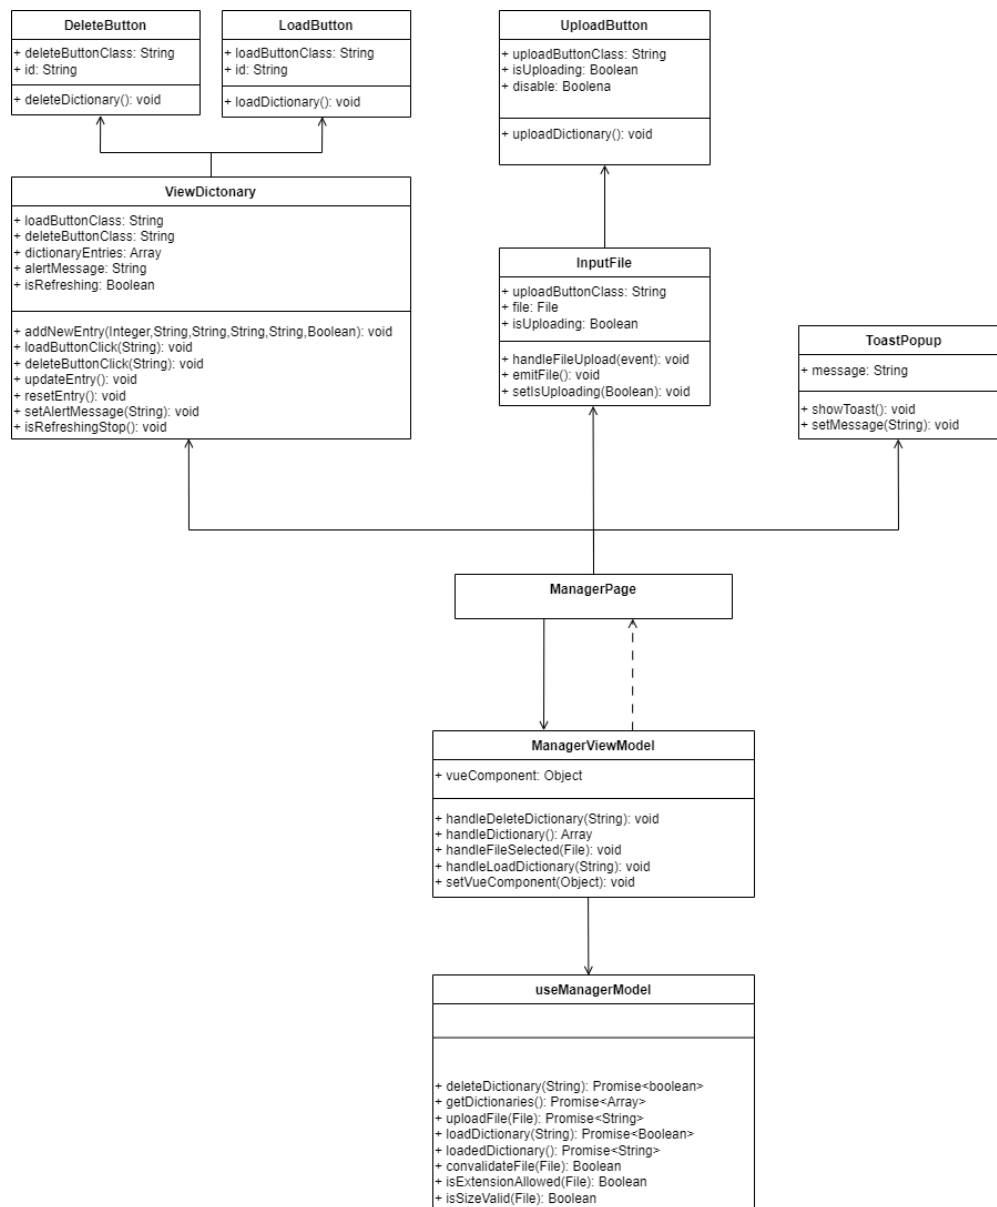 DeleteButton
+ deleteButtonClass: String
+ id: String
+ deleteDictionary(): void
LoadButton
+ loadButtonClass: String
+ id: String
+ loadDictionary(): void
UploadButton
+ uploadButtonClass: String
+ isUploading: Boolean
+ disable: Boolena
+ uploadDictionary(): void
ViewDictonary
+ loadButtonClass: String
+ deleteButtonClass: String
+ dictionaryEntries: Array
+ alertMessage: String
+ isRefreshing: Boolean
+ addNewEntry(Integer,String,String,String,String,Boolean): void
+ loadButtonClick(String): void
+ deleteButtonClick(String): void
+ updateEntry(): void
+ resetEntry(): void
+ setAlertMessage(String): void
+ isRefreshingStop(): void
InputFile
+ uploadButtonClass: String
+ file: File
+ isUploading: Boolean
+ handleFileUpload(event): void
+ emitFile(): void
+ setIsUploading(Boolean): void
ToastPopup
+ message: String
+ showToast(): void
+ setMessage(String): void
ManagerPage
ManagerViewModel
+ vueComponent: Object
+ handleDeleteDictionary(String): void
+ handleDictionary(): Array
+ handleFileSelected(File): void
+ handleLoadDictionary(String): void
+ setVueComponent(Object): void
useManagerModel
+ deleteDictionary(String): Promise<boolean>
+ getDictionaries(): Promise<Array>
+ uploadFile(File): Promise<String>
+ loadDictionary(String): Promise<Boolean>
+ loadedDictionary(): Promise<String>
+ convalidateFile(File): Boolean
+ isExtensionAllowed(File): Boolean
+ isSizeValid(File): Boolean